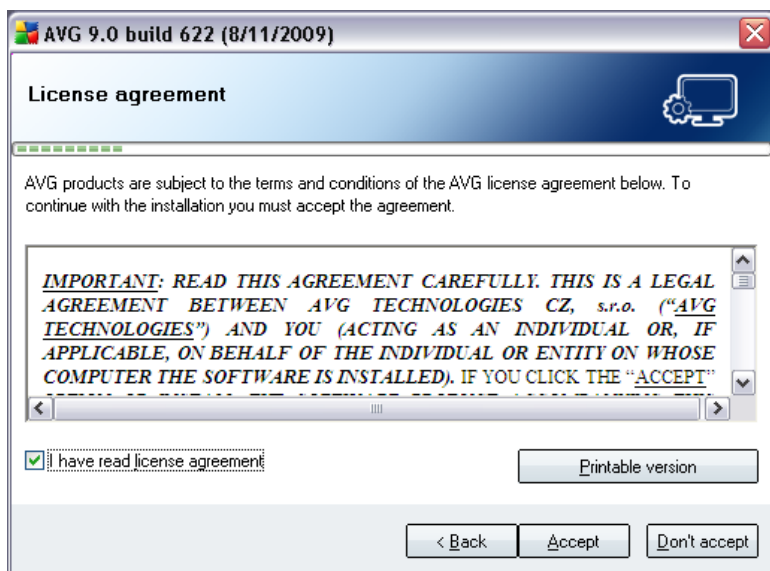 AVG 9.0 build 622 (8/11/2009)
License agreement
AVG products are subject to the terms and conditions of the AVG license agreement below. To
continue with the installation you must accept the agreement.
IMPORTANT: READ THIS AGREEMENT CAREFULLY. THIS IS A LEGAL
AGREEMENT BETWEEN AVG TECHNOLOGIES CZ, s.r.o. (“AVG
TECHNOLOGIES”) AND YOU (ACTING AS AN INDIVIDUAL OR, IF
APPLICABLE, ON BEHALF OF THE INDIVIDUAL OR ENTITY ON WHOSE
COMPUTER THE SOFTWARE IS INSTALLED). IF YOU CLICK THE “ACCEPT”
I have read license agreement
Printable version
< Back
Accept
Don't accept